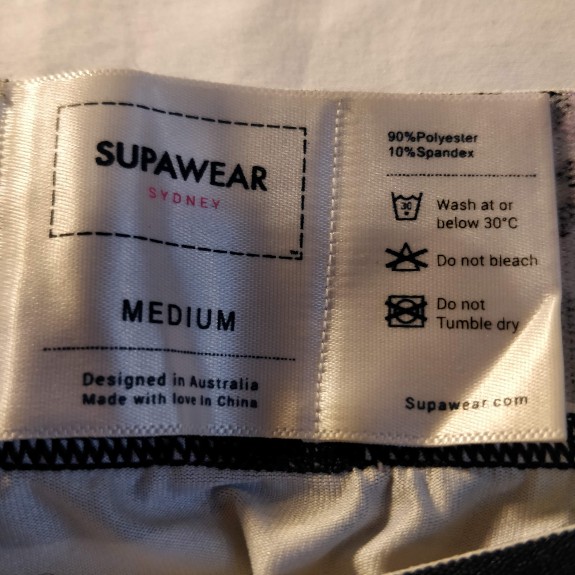 SUPAWEAR
SYDNEY
MEDIUM
Designed in Australia
Made with love In China
90%Polyester
10%Spandex
30
Wash at or
below 30°C
Do not bleach
Do not
Tumble dry
Supawear.com